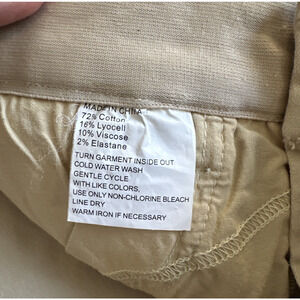 MADE IN CHINA
72% Cotton
16% Lyocell
10% Viscose
2% Elastane
TURN GARMENT INSIDE OUT
COLD WATER WASH
GENTLE CYCLE
WITH LIKE COLORS,
USE ONLY NON-CHLORINE BLEACH
LINE DRY
WARM IRON IF NECESSARY